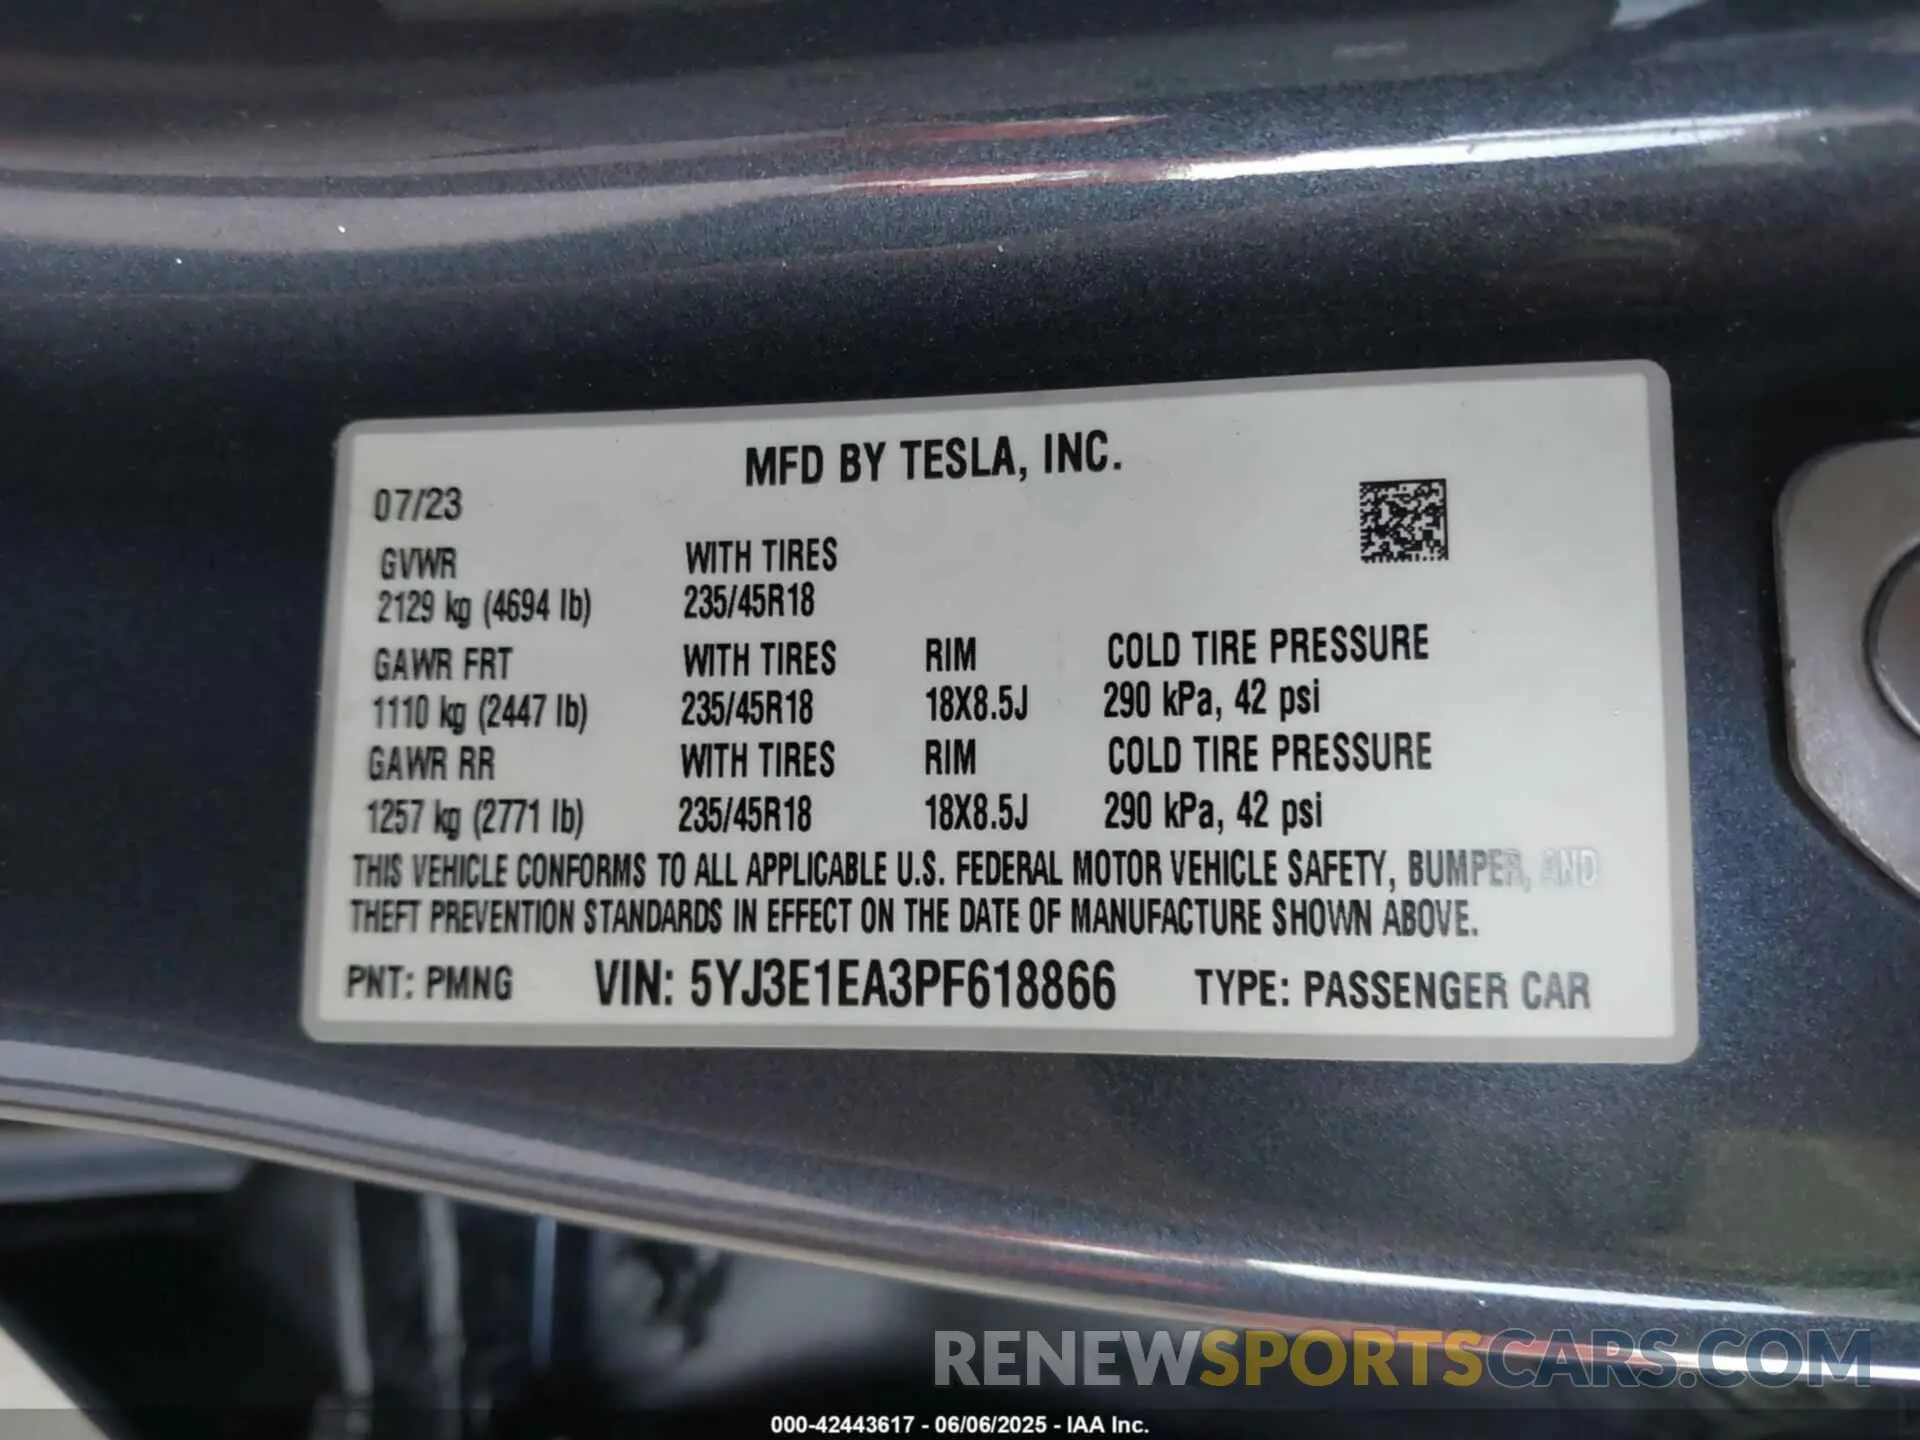 MFD BY TESLA, INC.
07/23
GVWR WITH TIRES
2129 kg (4694 lb) 235/45R18
GAWR FRT WITH TIRES RIM COLD TIRE PRESSURE
1110 kg (2447 lb) 235/45R18 18X8.5J 290 kPa, 42 psi
GAWR RR WITH TIRES RIM COLD TIRE PRESSURE
1257 kg (2771 lb) 235/45R18 18X8.5J 290 kPa, 42 psi
THIS VEHICLE CONFORMS TO ALL APPLICABLE U.S. FEDERAL MOTOR VEHICLE SAFETY, BUMPER, AND
THEFT PREVENTION STANDARDS IN EFFECT ON THE DATE OF MANUFACTURE SHOWN ABOVE.
PNT: PMNG VIN: 5YJ3E1EA3PF618866 TYPE: PASSENGER CAR
RENEWSPORTSCARS.COM
000-42443617 - 06/06/2025 - IAA Inc.